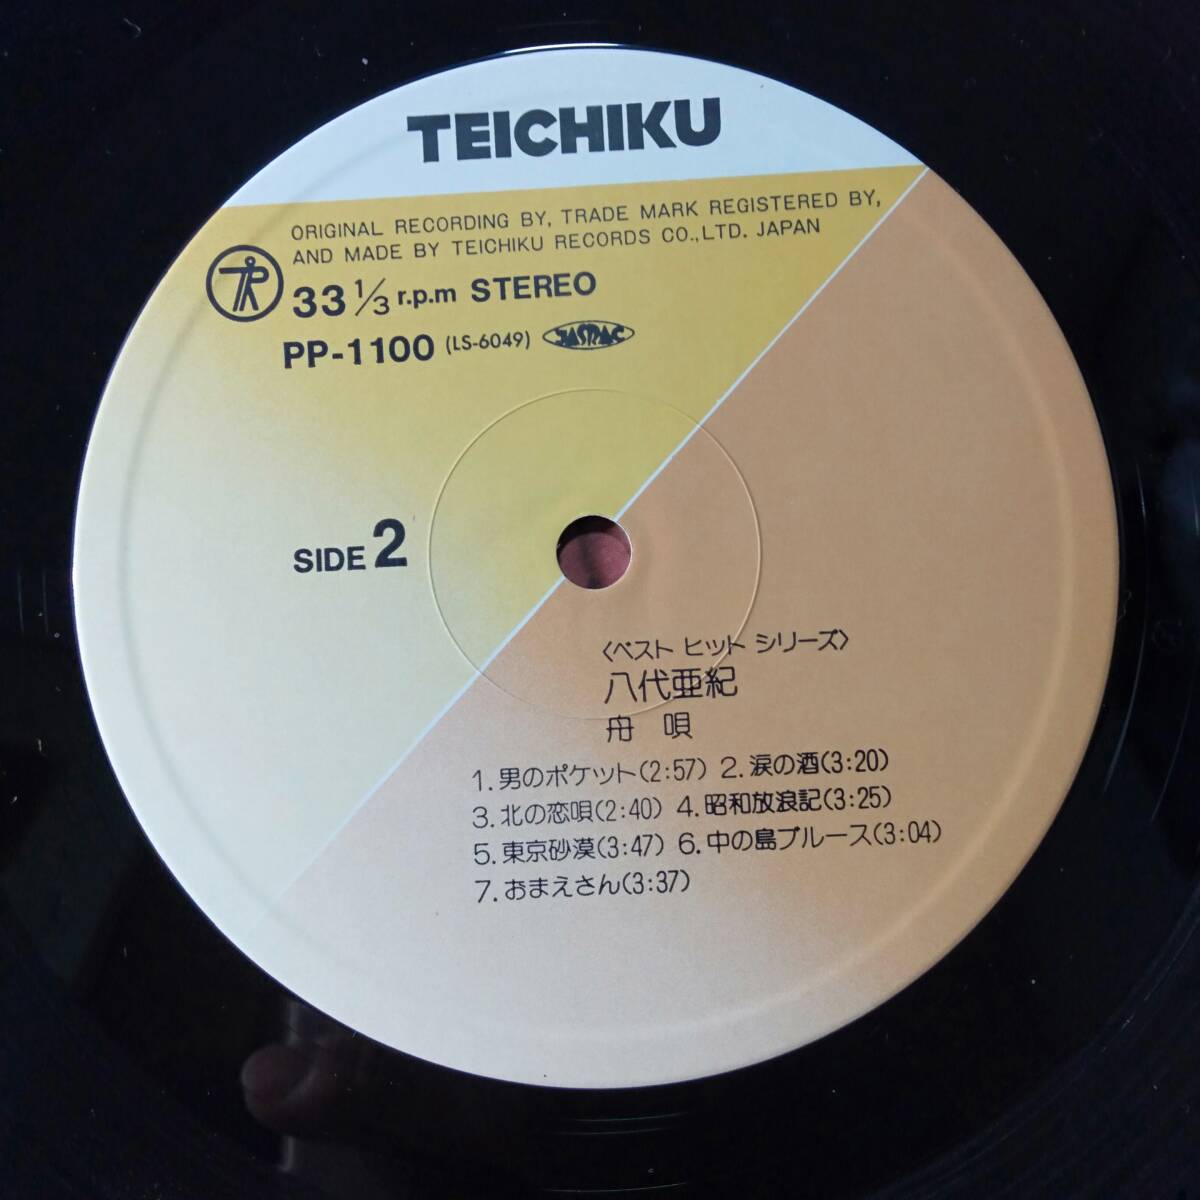 TEICHIKU
ORIGINAL RECORDING BY, TRADE MARK REGISTERED BY,
AND MADE BY TEICHIKU RECORDS CO.,LTD. JAPAN
33 1/3 r.p.m STEREO
PP-1100 (LS-6049) JASRAC
SIDE 2
〈ベスト ヒット シリーズ〉
八代亜紀
舟 唄
1. 男のポケット(2:57) 2. 涙の酒(3:20)
3. 北の恋唄(2:40) 4. 昭和放浪記(3:25)
5. 東京砂漠(3:47) 6. 中の島ブルース(3:04)
7. おまえさん(3:37)